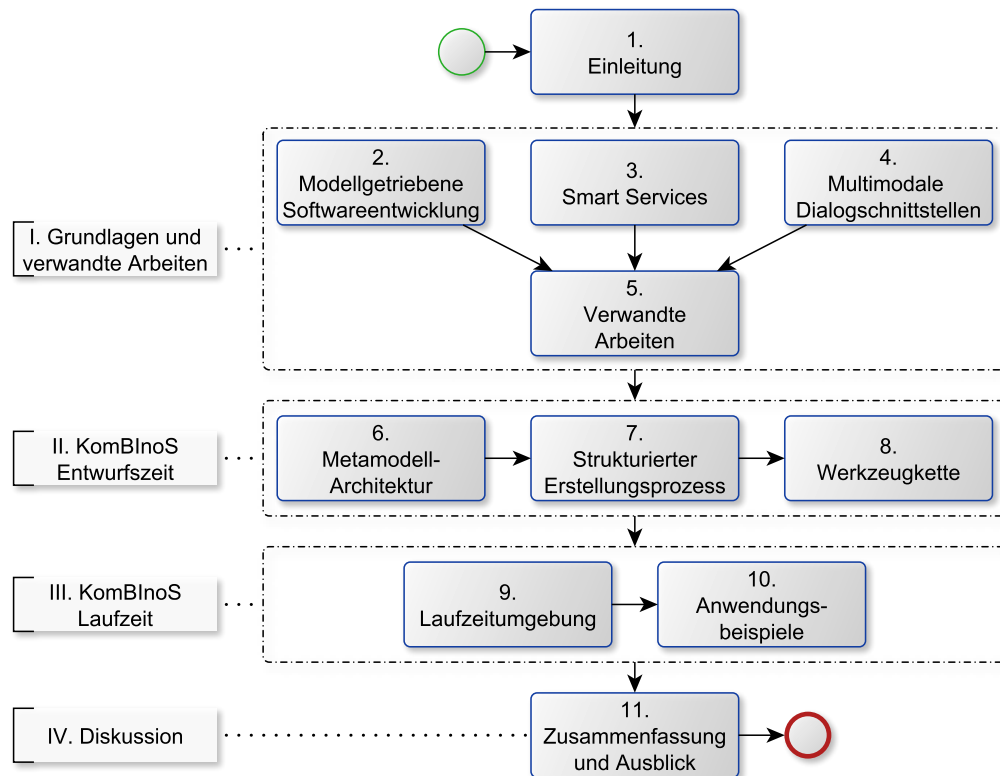 1.
Einleitung
2.
Modellgetriebene
Softwareentwicklung
3.
Smart Services
4.
Multimodale
Dialogschnittstellen
I. Grundlagen und
verwandte Arbeiten
5.
Verwandte
Arbeiten
II. KomBInoS
Entwurfszeit
6.
Metamodell-
Architektur
7.
Strukturierter
Erstellungsprozess
8.
Werkzeugkette
III. KomBInoS
Laufzeit
9.
Laufzeitumgebung
10.
Anwendungs-
beispiele
IV. Diskussion
11.
Zusammenfassung
und Ausblick